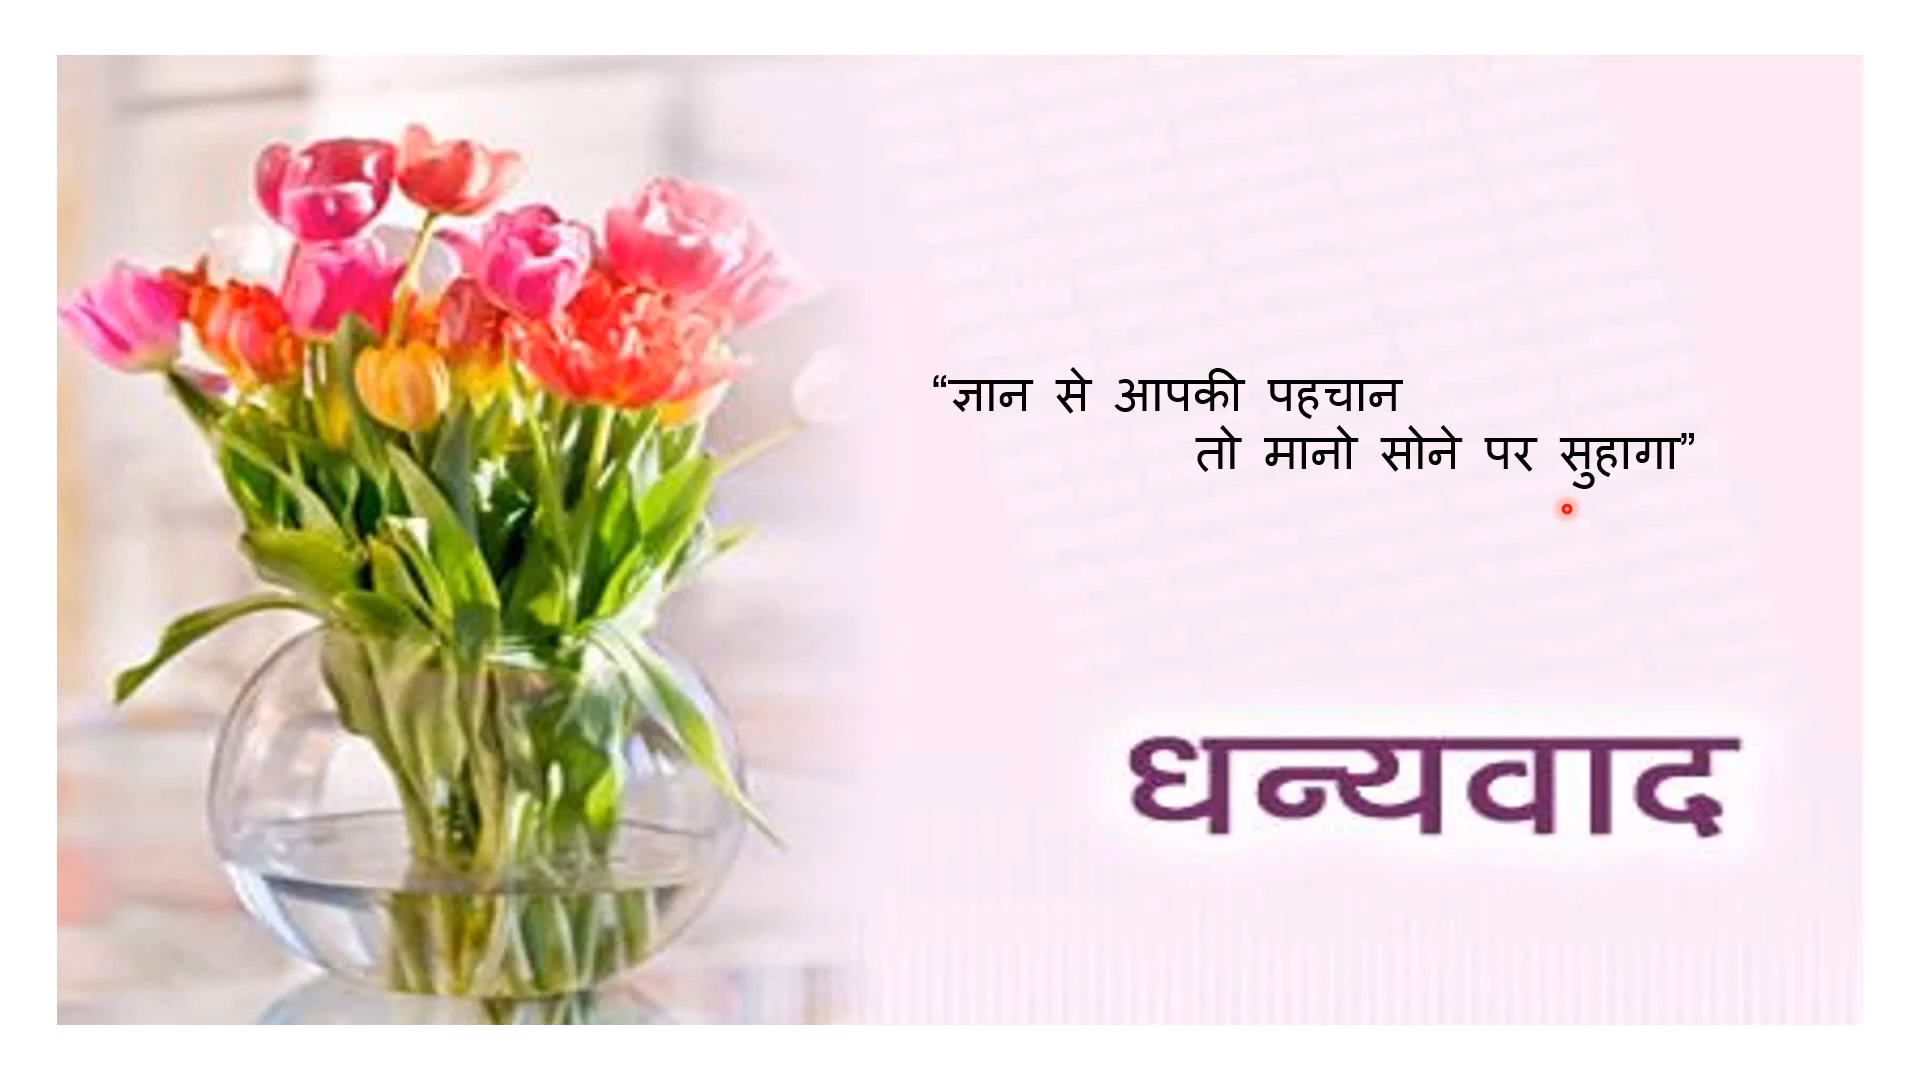 “ज्ञान से आपकी पहचान
तो मानो सोने पर सुहागा”
धन्यवाद